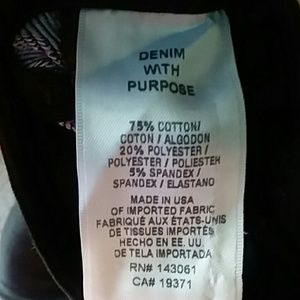 DENIM
WITH
PURPOSE
75% COTTON/
COTON / ALGODON
20% POLYESTER /
POLYESTER / POLIESTER
5% SPANDEX /
SPANDEX / ELASTANO
MADE IN USA
OF IMPORTED FABRIC
FABRIQUÉ AUX ÉTATS-UNIS
DE TISSUES IMPORTÉS
HECHO EN EE. UU.
DE TELA IMPORTADA
RN# 143061
CA# 19371